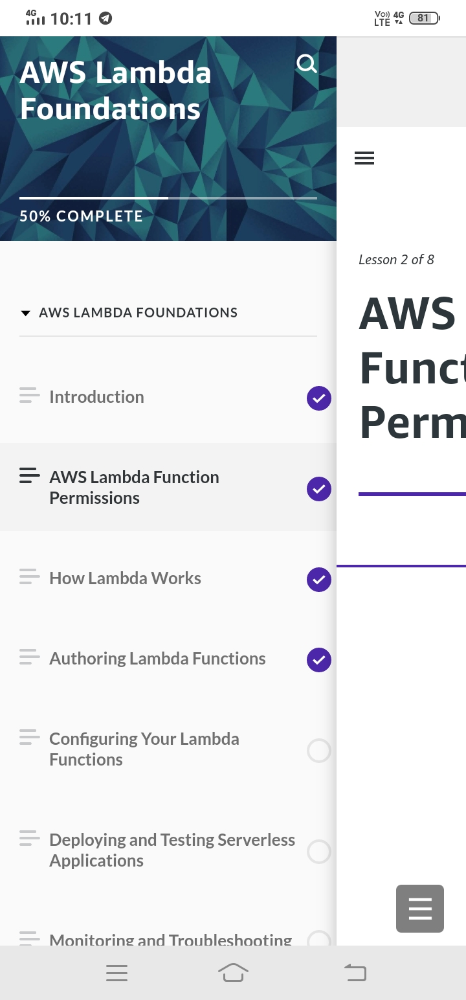 4G 10:11 Vo)) LTE 4G 81
AWS Lambda
Foundations
50% COMPLETE
AWS LAMBDA FOUNDATIONS
Introduction
AWS Lambda Function
Permissions
How Lambda Works
Authoring Lambda Functions
Configuring Your Lambda
Functions
Deploying and Testing Serverless
Applications
Monitoring and Troubleshooting
Lesson 2 of 8
AWS
Funct
Perm